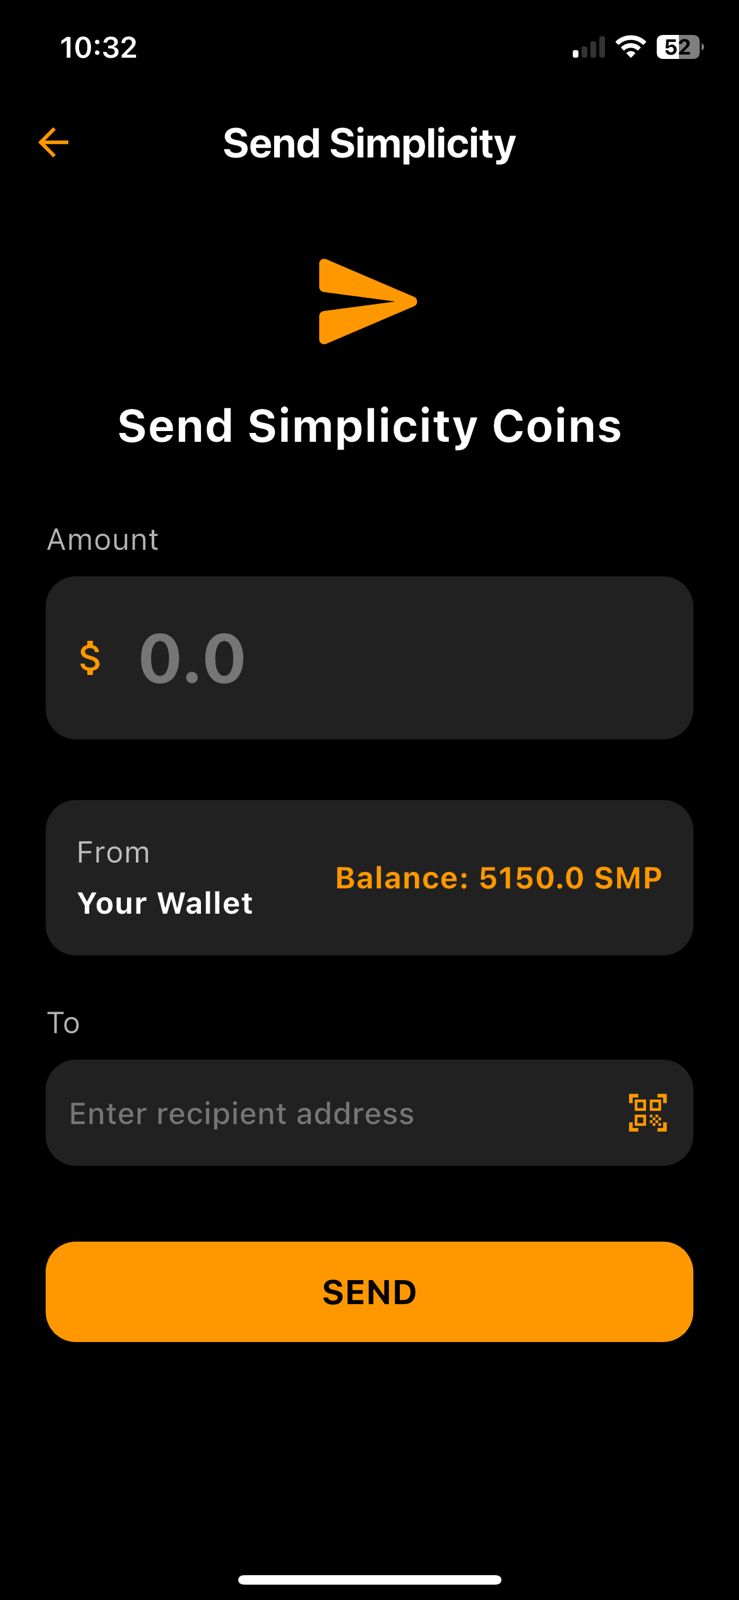 10:32
52
Send Simplicity
Send Simplicity Coins
Amount
$ 0.0
From
Your Wallet
Balance: 5150.0 SMP
To
Enter recipient address
SEND